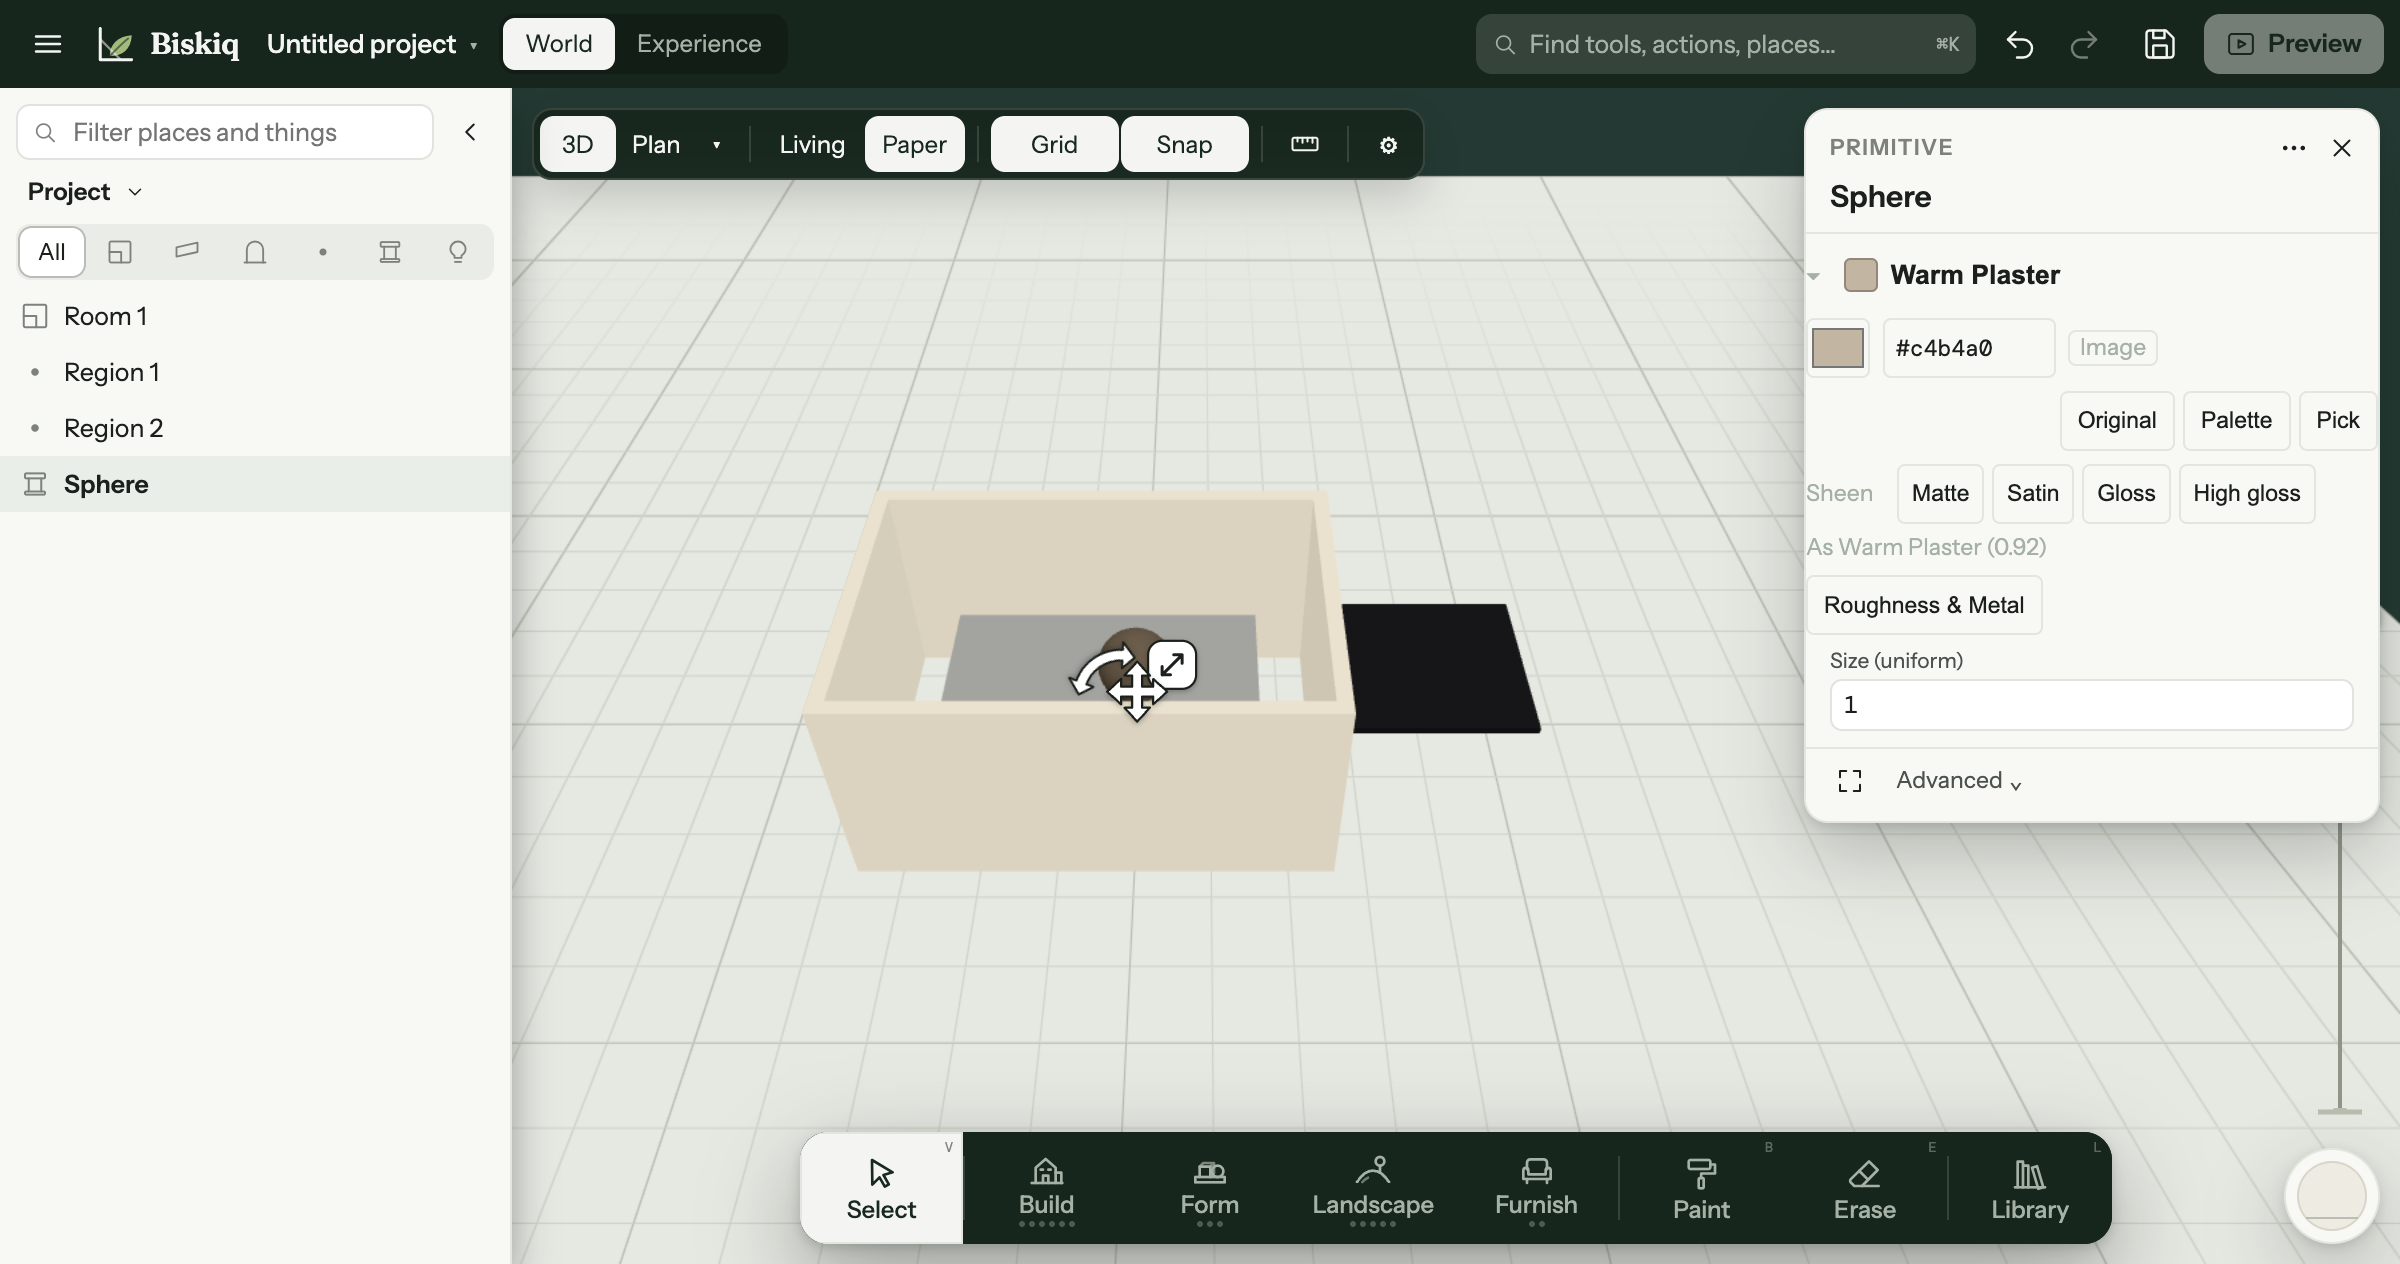 Biskiq Untitled project World Experience Find tools, actions, places... ⌘K Preview
Filter places and things
Project
All
Room 1
Region 1
Region 2
Sphere
3D Plan Living Paper Grid Snap
PRIMITIVE
Sphere
Warm Plaster
#c4b4a0 Image
Original Palette Pick
Sheen Matte Satin Gloss High gloss
As Warm Plaster (0.92)
Roughness & Metal
Size (uniform)
1
Advanced
V B E L
Select Build Form Landscape Furnish Paint Erase Library